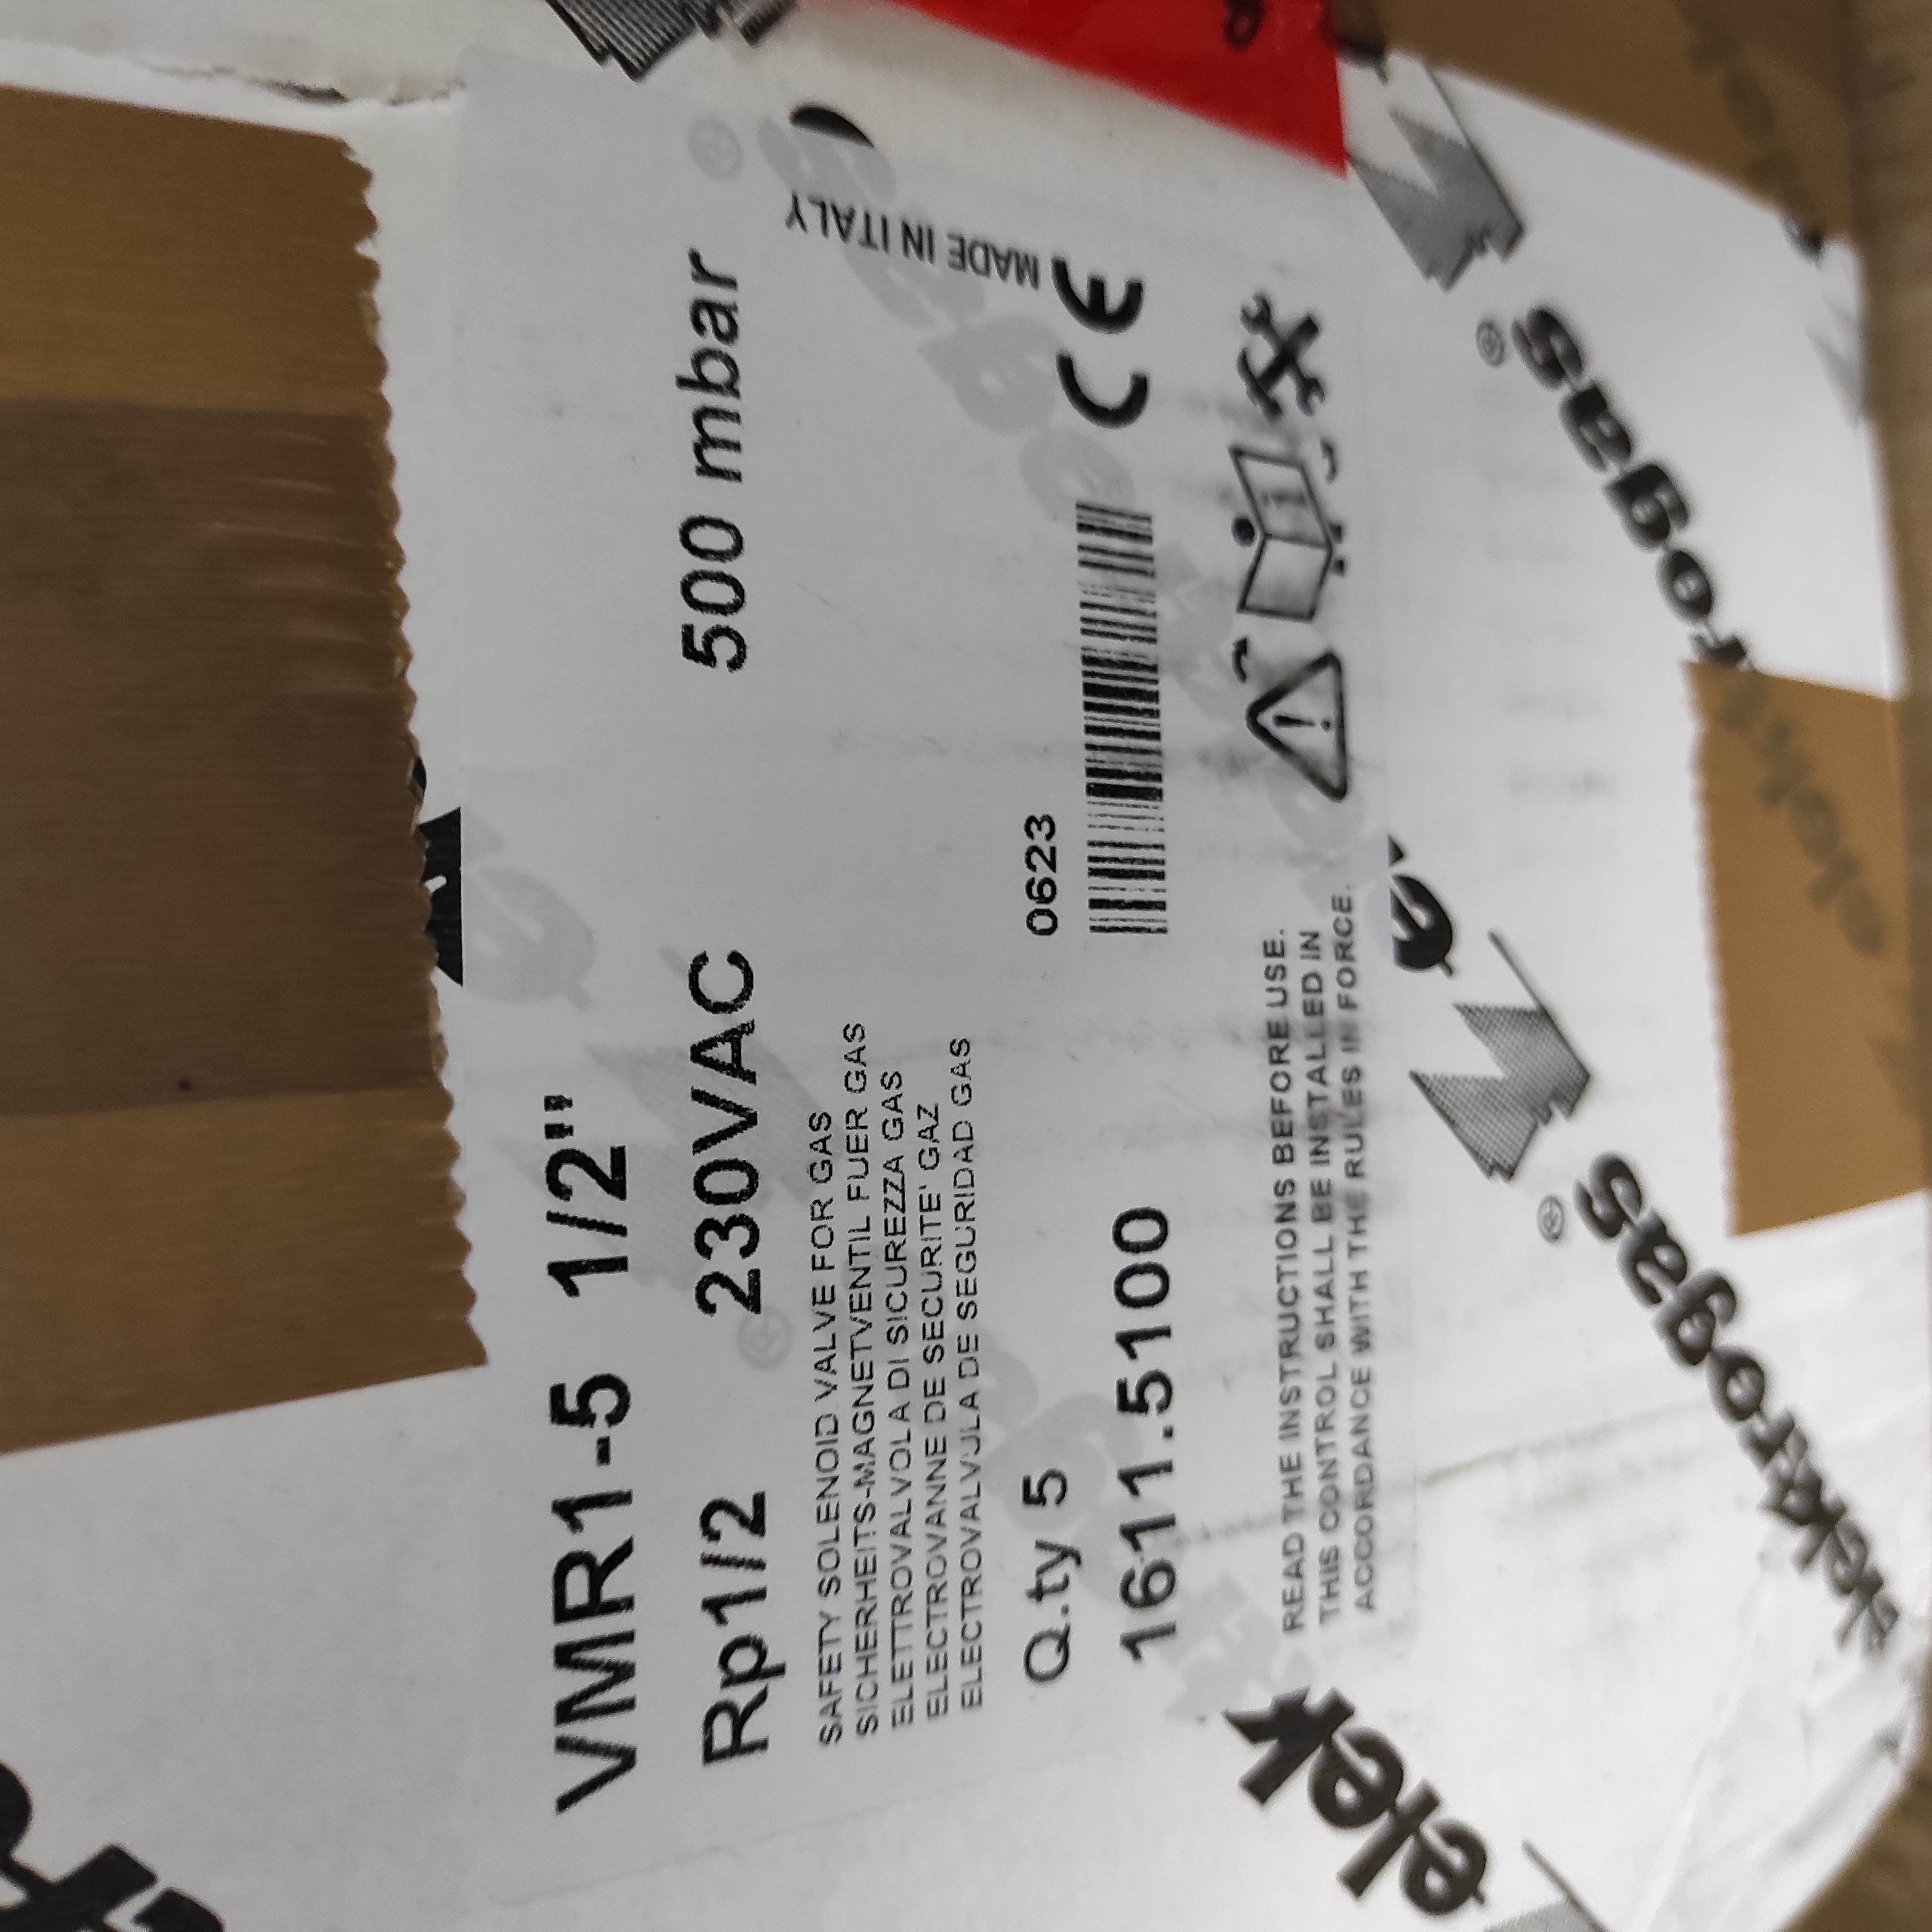 VMR1-5 1/2"
Rp1/2 230VAC 500 mbar
SAFETY SOLENOID VALVE FOR GAS
SICHERHEITS-MAGNETVENTIL FUER GAS
ELETTROVALVOLA DI SICUREZZA GAS
ELECTROVANNE DE SECURITE' GAZ
ELECTROVALVULA DE SEGURIDAD GAS
MADE IN ITALY
Q.ty 5 0623
1611.5100 CE
READ THE INSTRUCTIONS BEFORE USE.
THIS CONTROL SHALL BE INSTALLED IN
ACCORDANCE WITH THE RULES IN FORCE.
elek
elektrogas®
elektrogas®